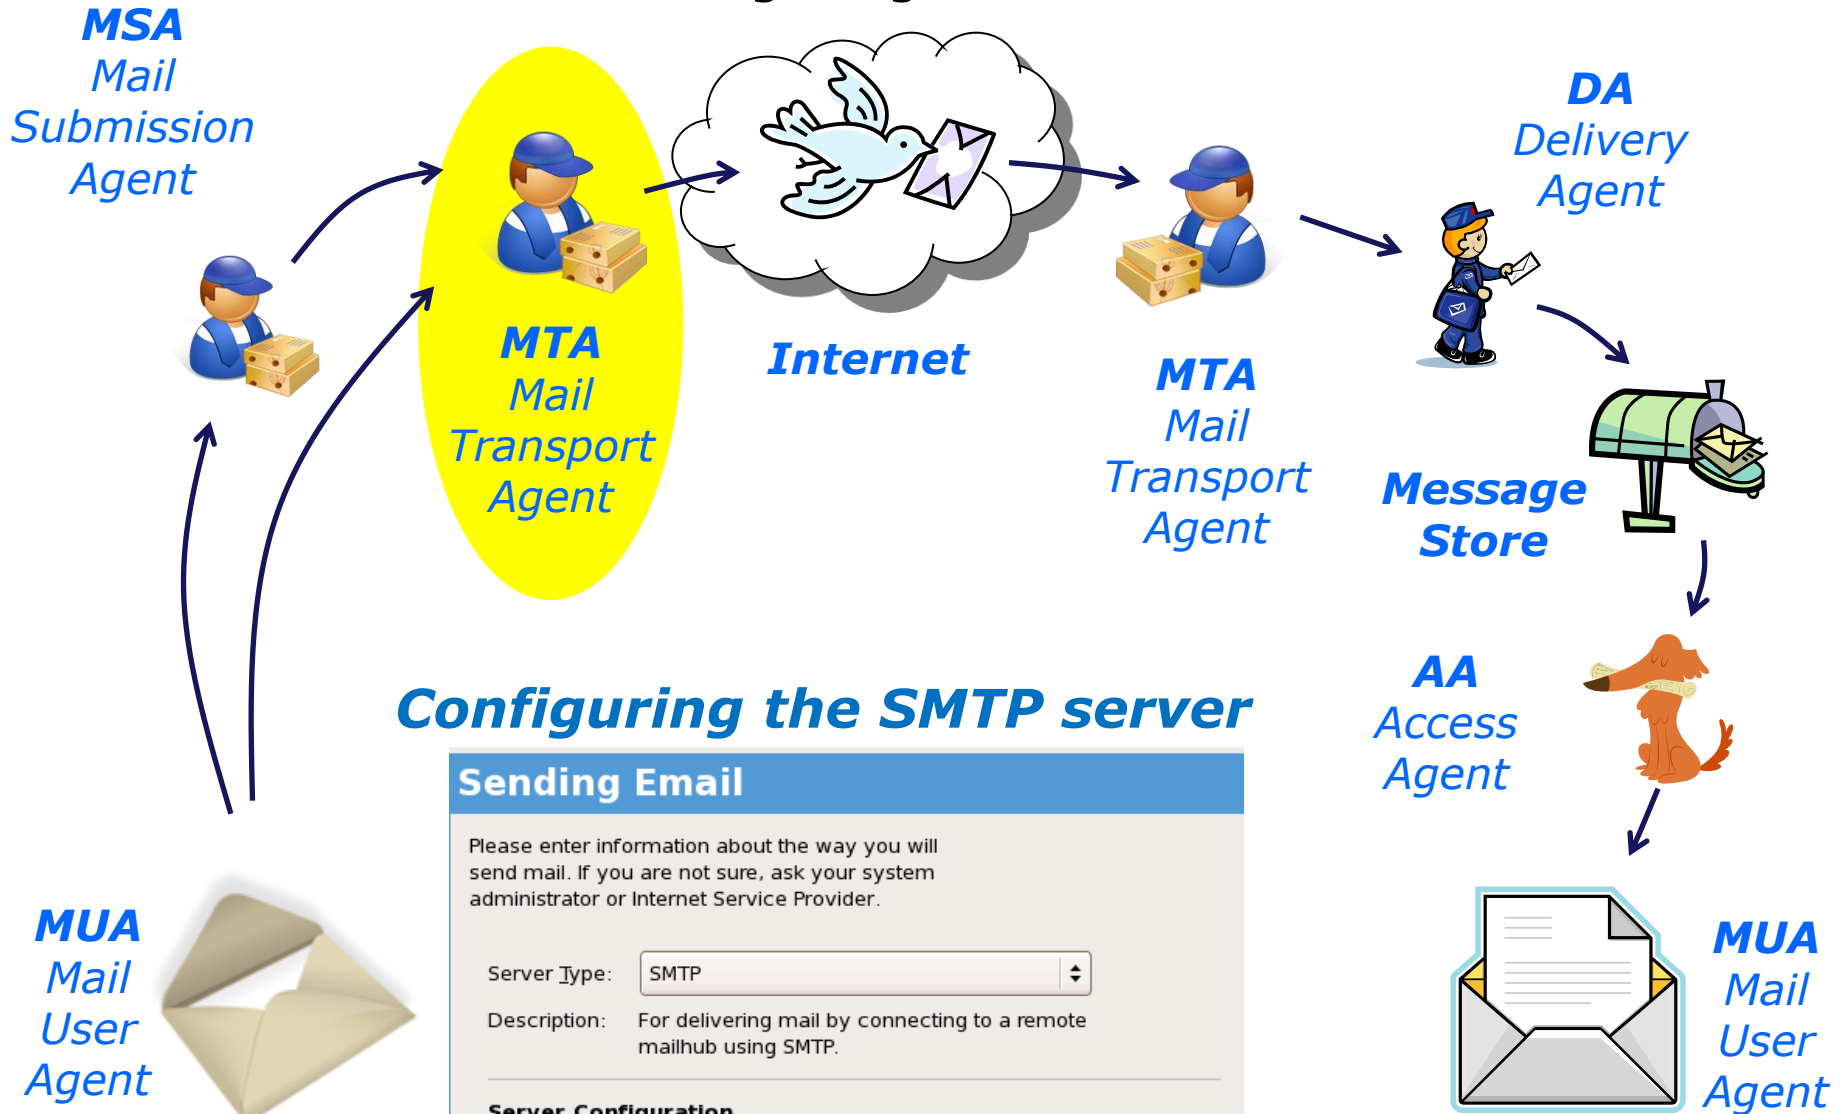 MSA
Mail
Submission
Agent
MTA
Mail
Transport
Agent
Internet
MTA
Mail
Transport
Agent
DA
Delivery
Agent
Message
Store
AA
Access
Agent
MUA
Mail
User
Agent
MUA
Mail
User
Agent
Configuring the SMTP server
Sending Email
Please enter information about the way you will
send mail. If you are not sure, ask your system
administrator or Internet Service Provider.
Server Type: SMTP
Description: For delivering mail by connecting to a remote
mailhub using SMTP.
Server Configuration